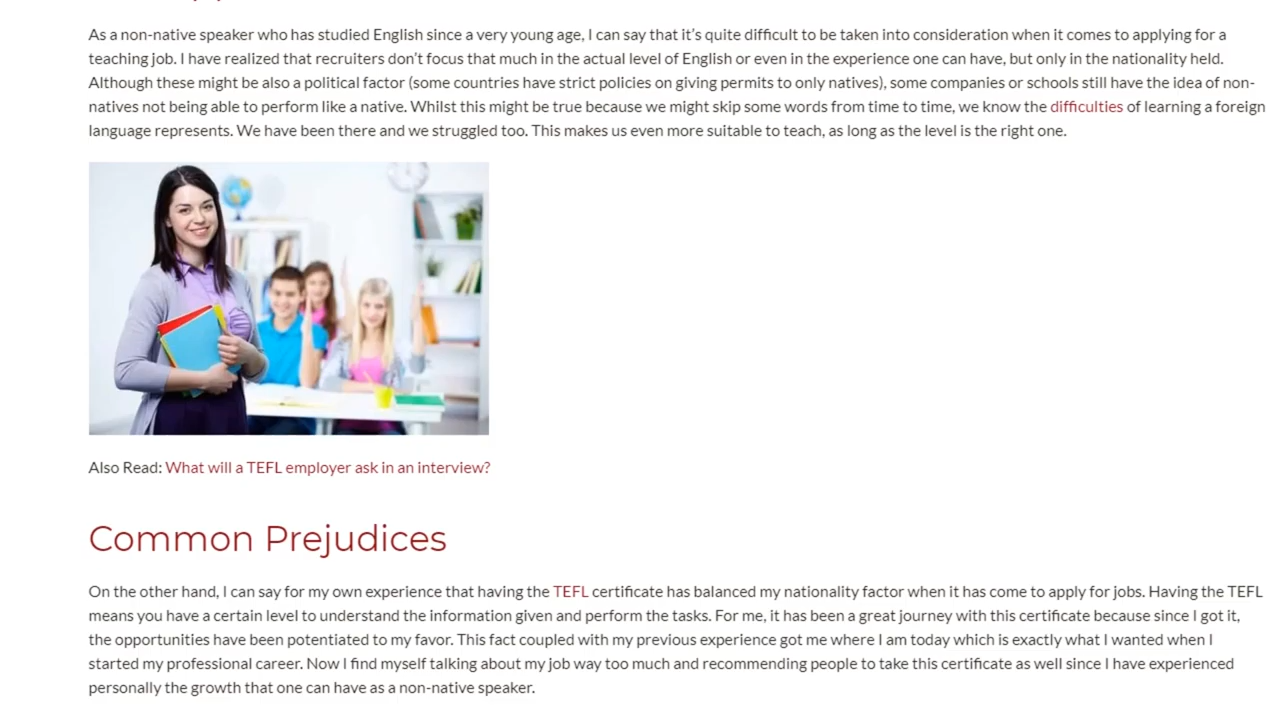 As a non-native speaker who has studied English since a very young age, I can say that it's quite difficult to be taken into consideration when it comes to applying for a
teaching job. I have realized that recruiters don't focus that much in the actual level of English or even in the experience one can have, but only in the nationality held.
Although these might be also a political factor (some countries have strict policies on giving permits to only natives), some companies or schools still have the idea of non-
natives not being able to perform like a native. Whilst this might be true because we might skip some words from time to time, we know the difficulties of learning a foreign
language represents. We have been there and we struggled too. This makes us even more suitable to teach, as long as the level is the right one.
Also Read: What will a TEFL employer ask in an interview?
Common Prejudices
On the other hand, I can say for my own experience that having the TEFL certificate has balanced my nationality factor when it has come to apply for jobs. Having the TEFL
means you have a certain level to understand the information given and perform the tasks. For me, it has been a great journey with this certificate because since I got it,
the opportunities have been potentiated to my favor. This fact coupled with my previous experience got me where I am today which is exactly what I wanted when I
started my professional career. Now I find myself talking about my job way too much and recommending people to take this certificate as well since I have experienced
personally the growth that one can have as a non-native speaker.